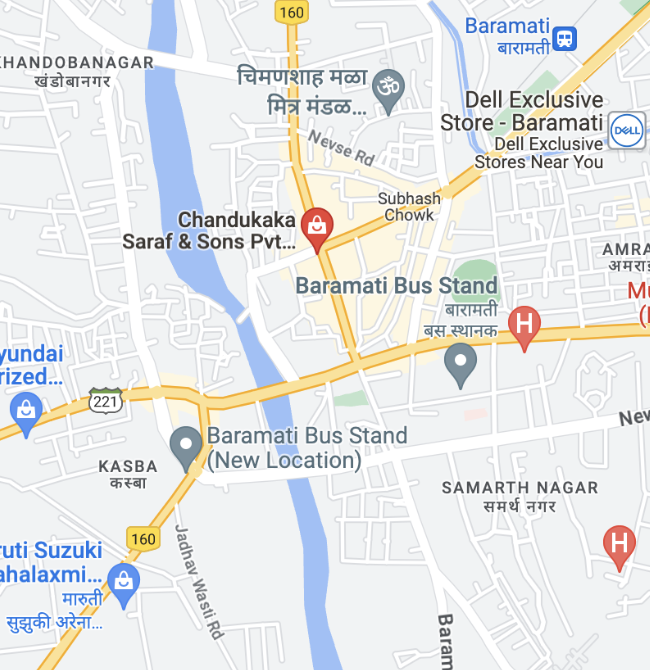 160
Baramati
बारामती
KHANDOBANAGAR
खंडोबानगर
चिमणशाह मळा
मित्र मंडळ...
ॐ
Dell Exclusive
Store - Baramati
Dell Exclusive
Stores Near You
DELL
Nevse Rd
Subhash
Chowk
Chandukaka
Saraf & Sons Pvt...
AMRA
अमराई
Baramati Bus Stand
बारामती
बस स्थानक
Mu
(
H
yundai
rized...
221
New
Baramati Bus Stand
(New Location)
KASBA
कस्बा
SAMARTH NAGAR
समर्थ नगर
160
Jadhav Wasti Rd
H
ruti Suzuki
ahalaxmi...
मारुती
सुझुकी अरेना...
Baram